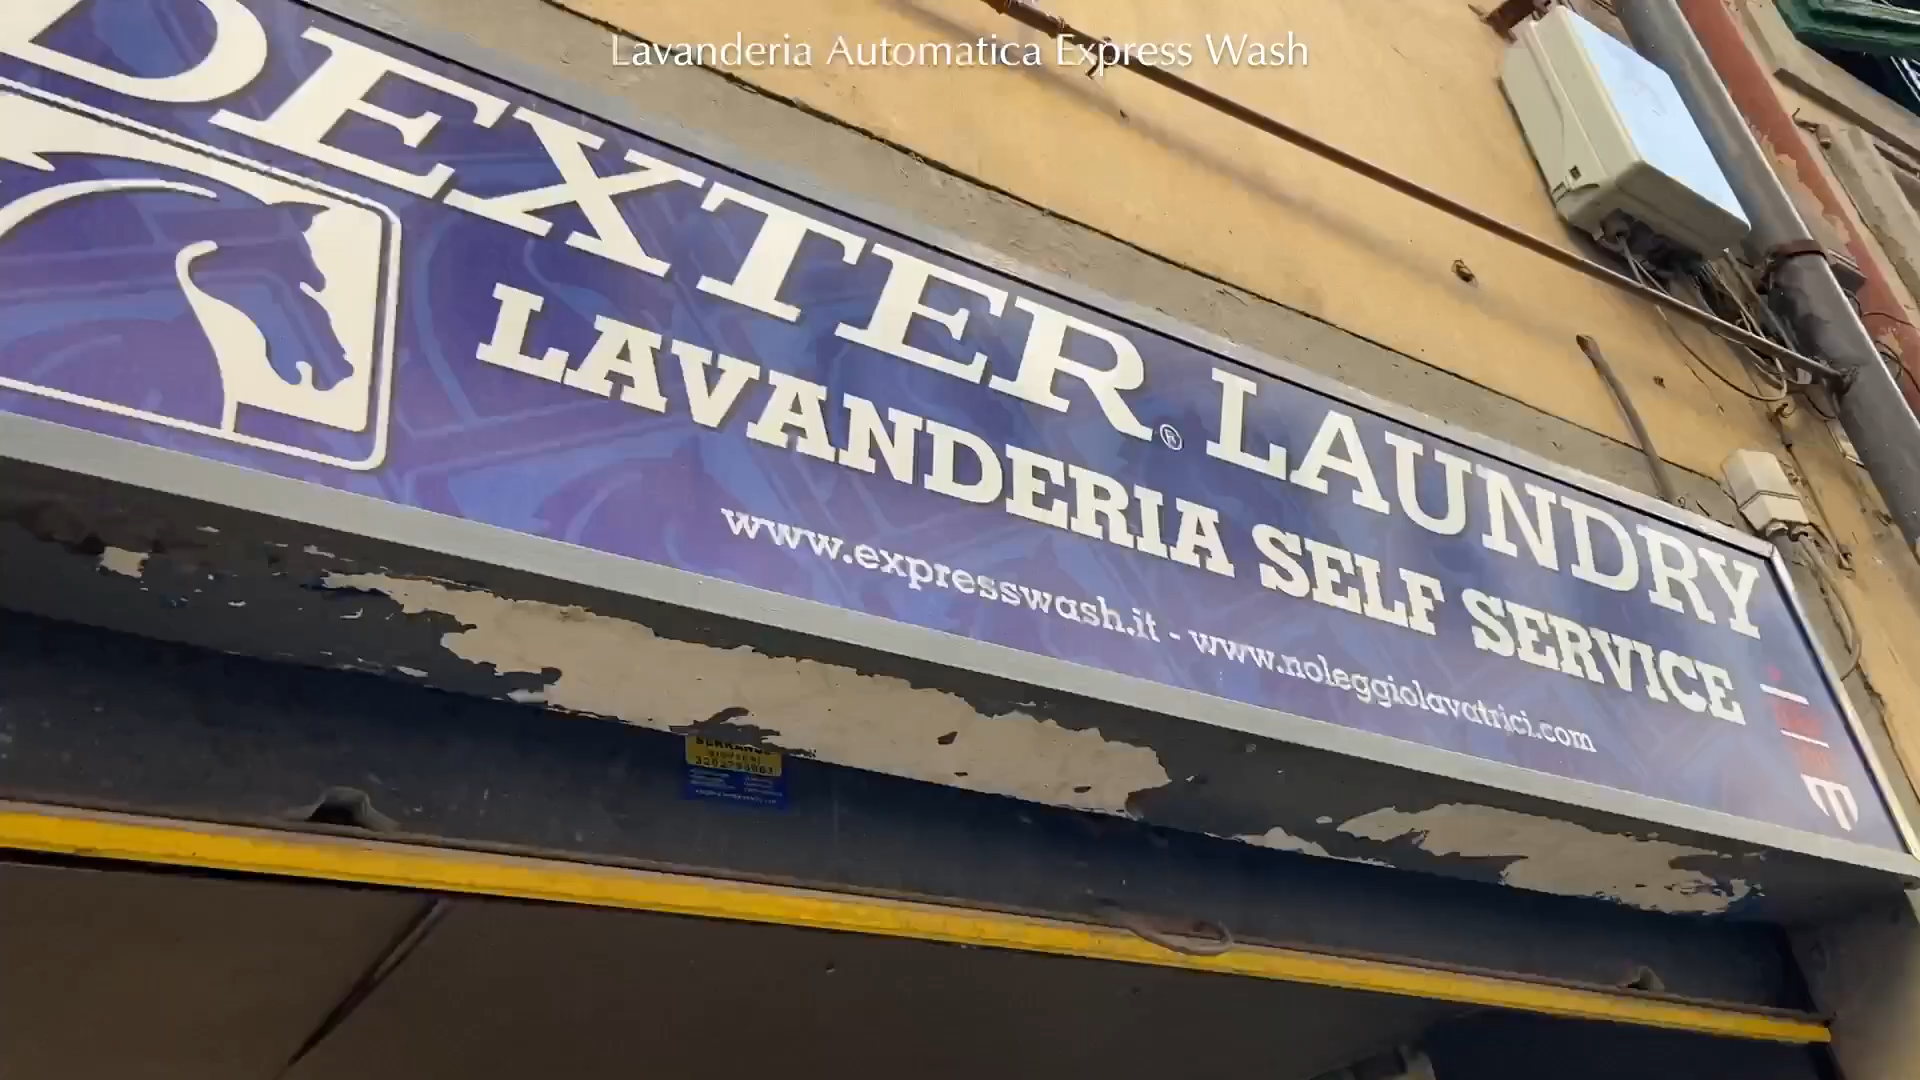 Lavanderia Automatica Express Wash
DEXTER® LAUNDRY
LAVANDERIA SELF SERVICE
www.expresswash.it - www.noleggiolavatrici.com